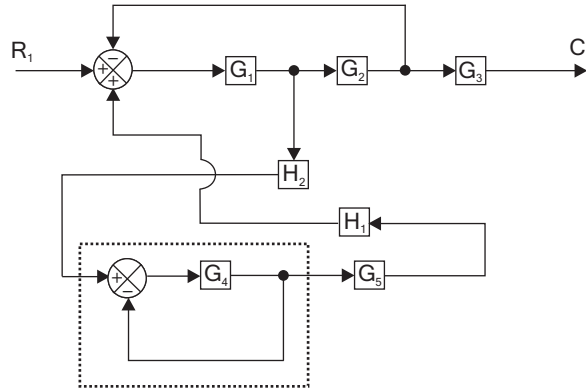 R₁
C
−
+
+
G₁
G₂
G₃
H₂
H₁
+
−
G₄
G₅